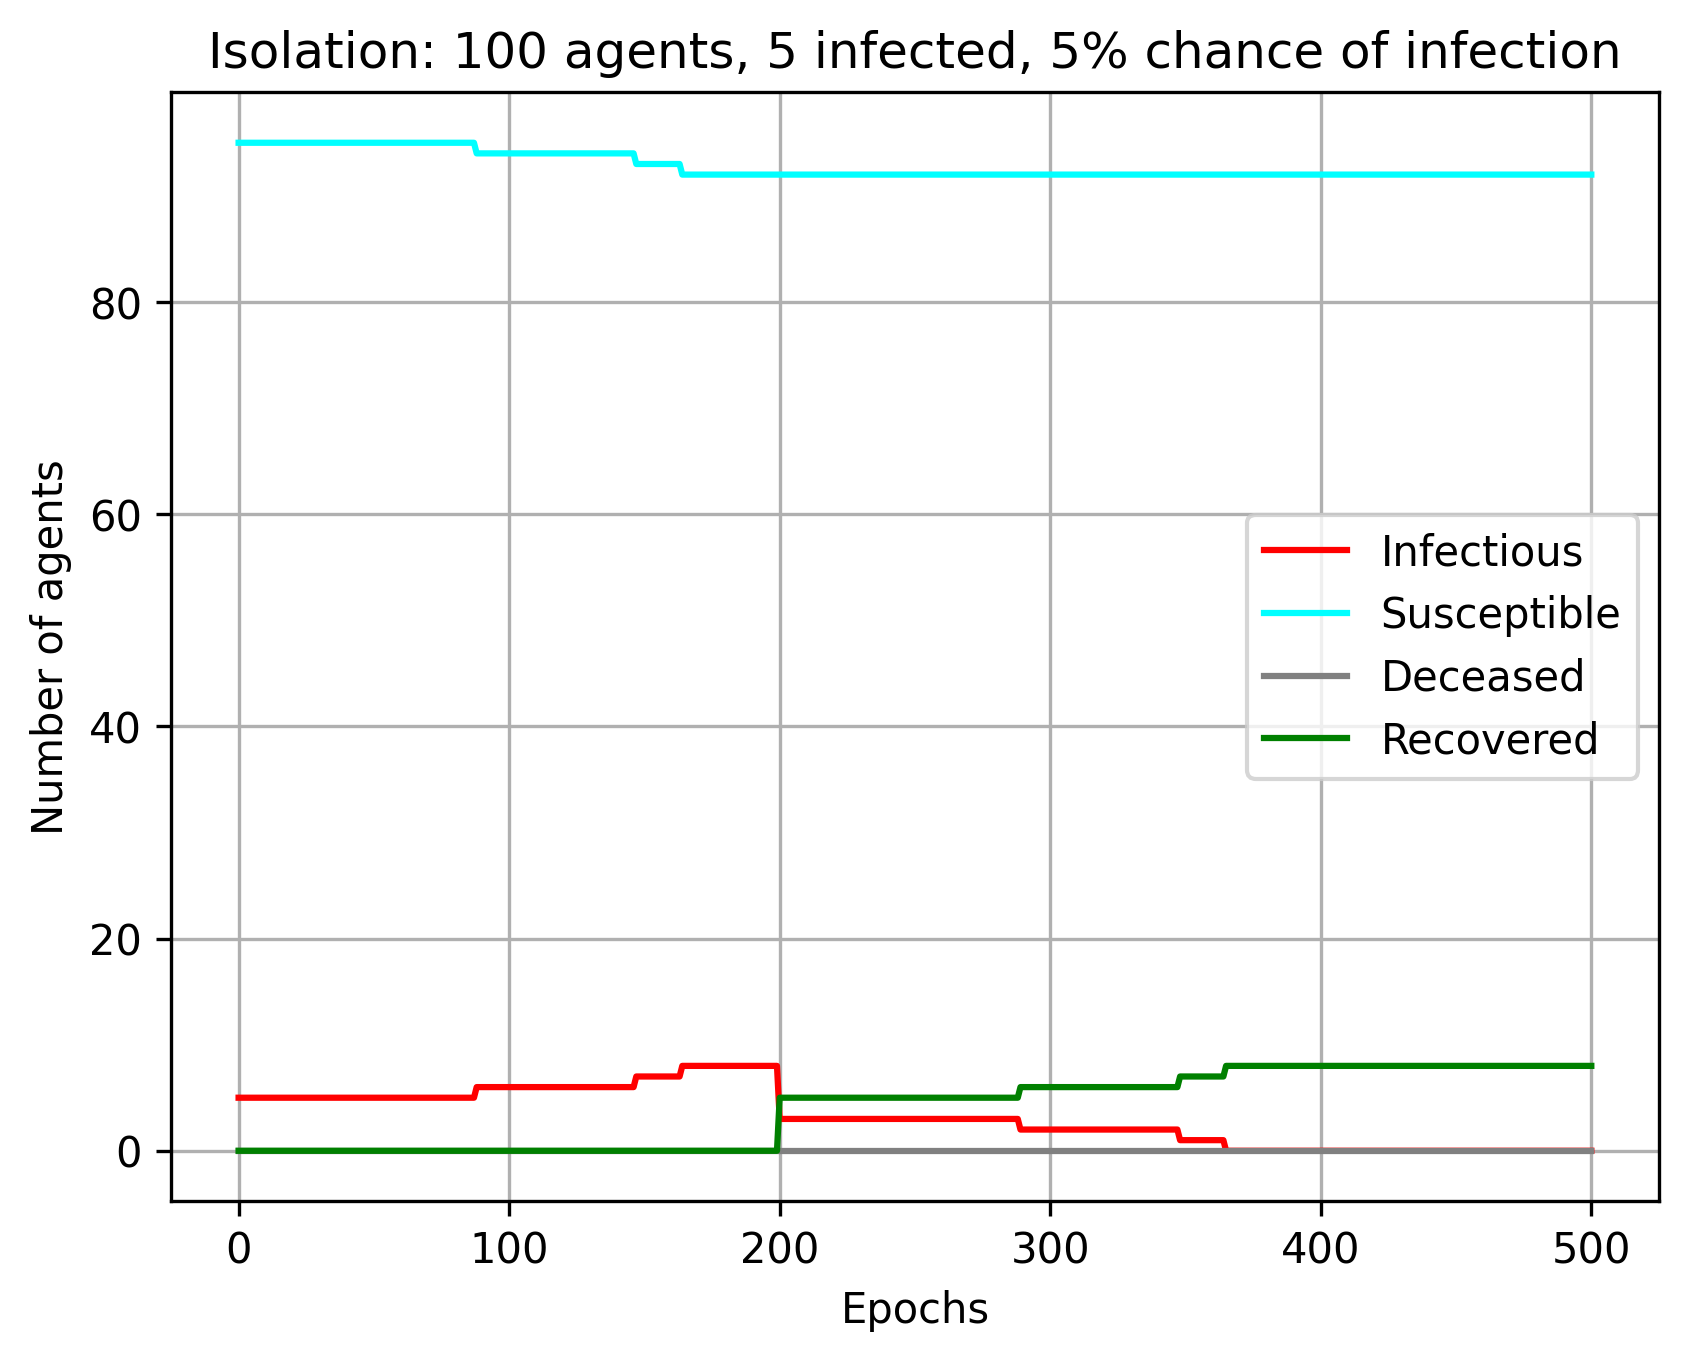 Isolation: 100 agents, 5 infected, 5% chance of infection
Number of agents
80
60
40
20
0
Infectious
Susceptible
Deceased
Recovered
0 100 200 300 400 500
Epochs